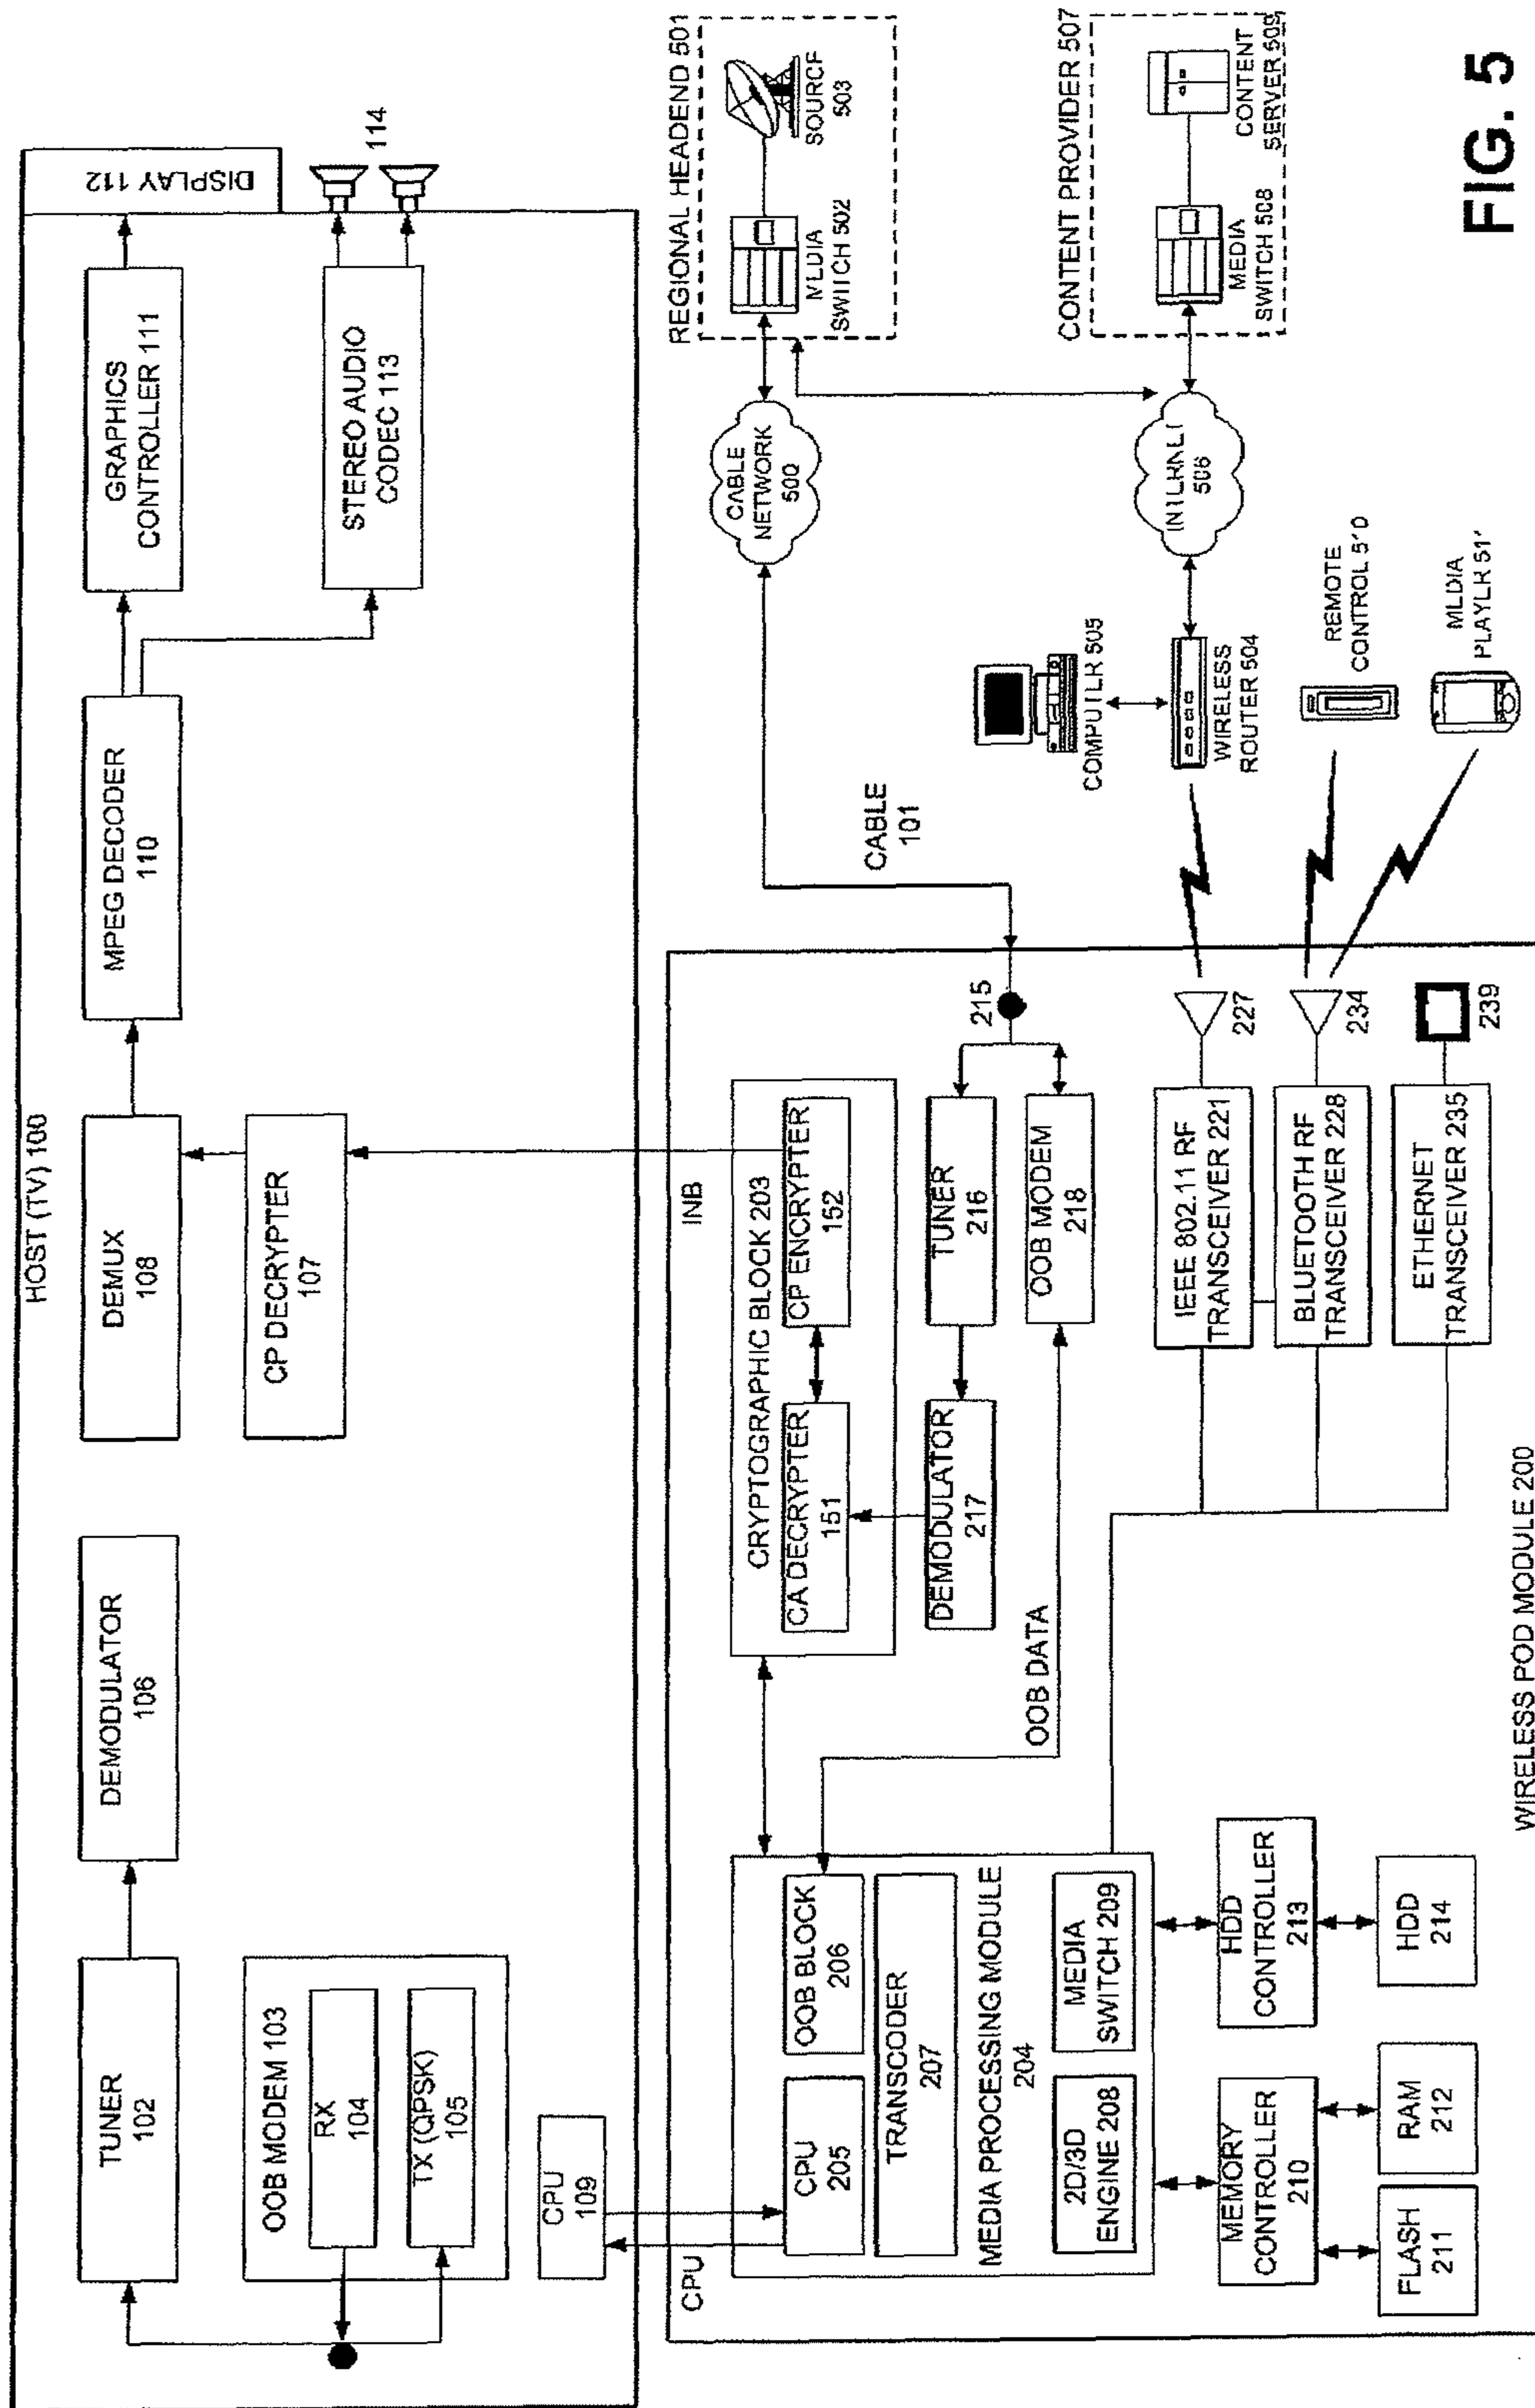 HOST (TV) 100
TUNER
102
DEMODULATOR
106
DEMUX
108
MPEG DECODER
110
GRAPHICS
CONTROLLER 111
DISPLAY 112
OOB MODEM 103
RX
104
TX (QPSK)
105
CP DECRYPTER
107
STEREO AUDIO
CODEC 113
114
CPU
109
CPU
INB
REGIONAL HEADEND 501
CRYPTOGRAPHIC BLOCK 203
CA DECRYPTER
151
CP ENCRYPTER
152
CPU
205
OOB BLOCK
206
TRANSCODER
207
MEDIA PROCESSING MODULE
204
2D/3D
ENGINE 208
MEDIA
SWITCH 209
DEMODULATOR
217
TUNER
216
OOB DATA
OOB MODEM
218
215
CABLE
101
CABLE
NETWORK
500
MEDIA
SWITCH 502
SOURCE
503
CONTENT PROVIDER 507
MEMORY
CONTROLLER
210
HDD
CONTROLLER
213
FLASH
211
RAM
212
HDD
214
IEEE 802.11 RF
TRANSCEIVER 221
227
BLUETOOTH RF
TRANSCEIVER 228
234
ETHERNET
TRANSCEIVER 235
239
COMPUTER 505
WIRELESS
ROUTER 504
INTERNET
506
MEDIA
SWITCH 508
CONTENT
SERVER 509
REMOTE
CONTROL 510
MEDIA
PLAYER 511
WIRELESS POD MODULE 200
FIG. 5